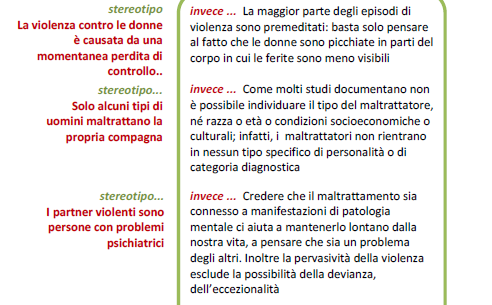 stereotipo
La violenza contro le donne
è causata da una
momentanea perdita di
controllo..
invece ... La maggior parte degli episodi di
violenza sono premeditati: basta solo pensare
al fatto che le donne sono picchiate in parti del
corpo in cui le ferite sono meno visibili
stereotipo...
Solo alcuni tipi di
uomini maltrattano la
propria compagna
invece ... Come molti studi documentano non
è possibile individuare il tipo del maltrattatore,
né razza o età o condizioni socioeconomiche o
culturali; infatti, i maltrattatori non rientrano
in nessun tipo specifico di personalità o di
categoria diagnostica
stereotipo...
I partner violenti sono
persone con problemi
psichiatrici
invece ... Credere che il maltrattamento sia
connesso a manifestazioni di patologia
mentale ci aiuta a mantenerlo lontano dalla
nostra vita, a pensare che sia un problema
degli altri. Inoltre la pervasività della violenza
esclude la possibilità della devianza,
dell’eccezionalità